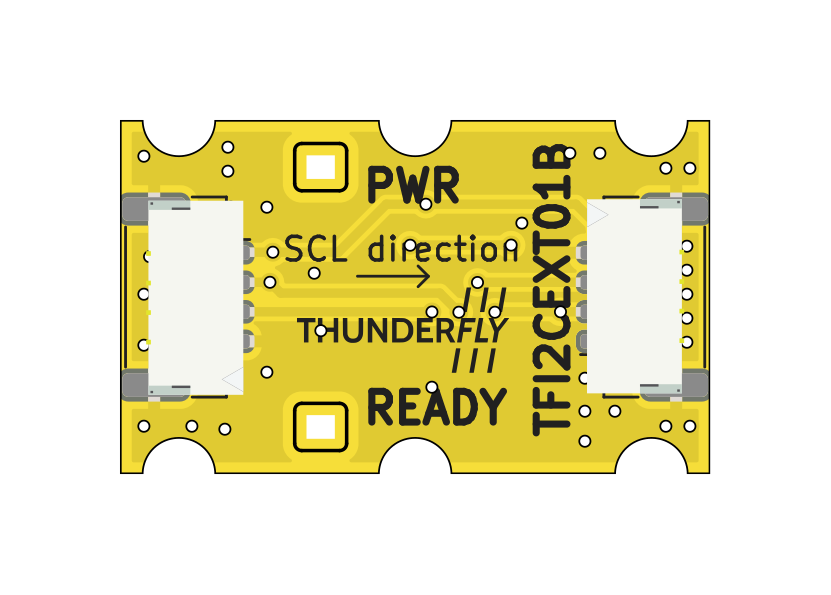 PWR
SCL direction
THUNDERFLY
READY
TFI2CEXT01B